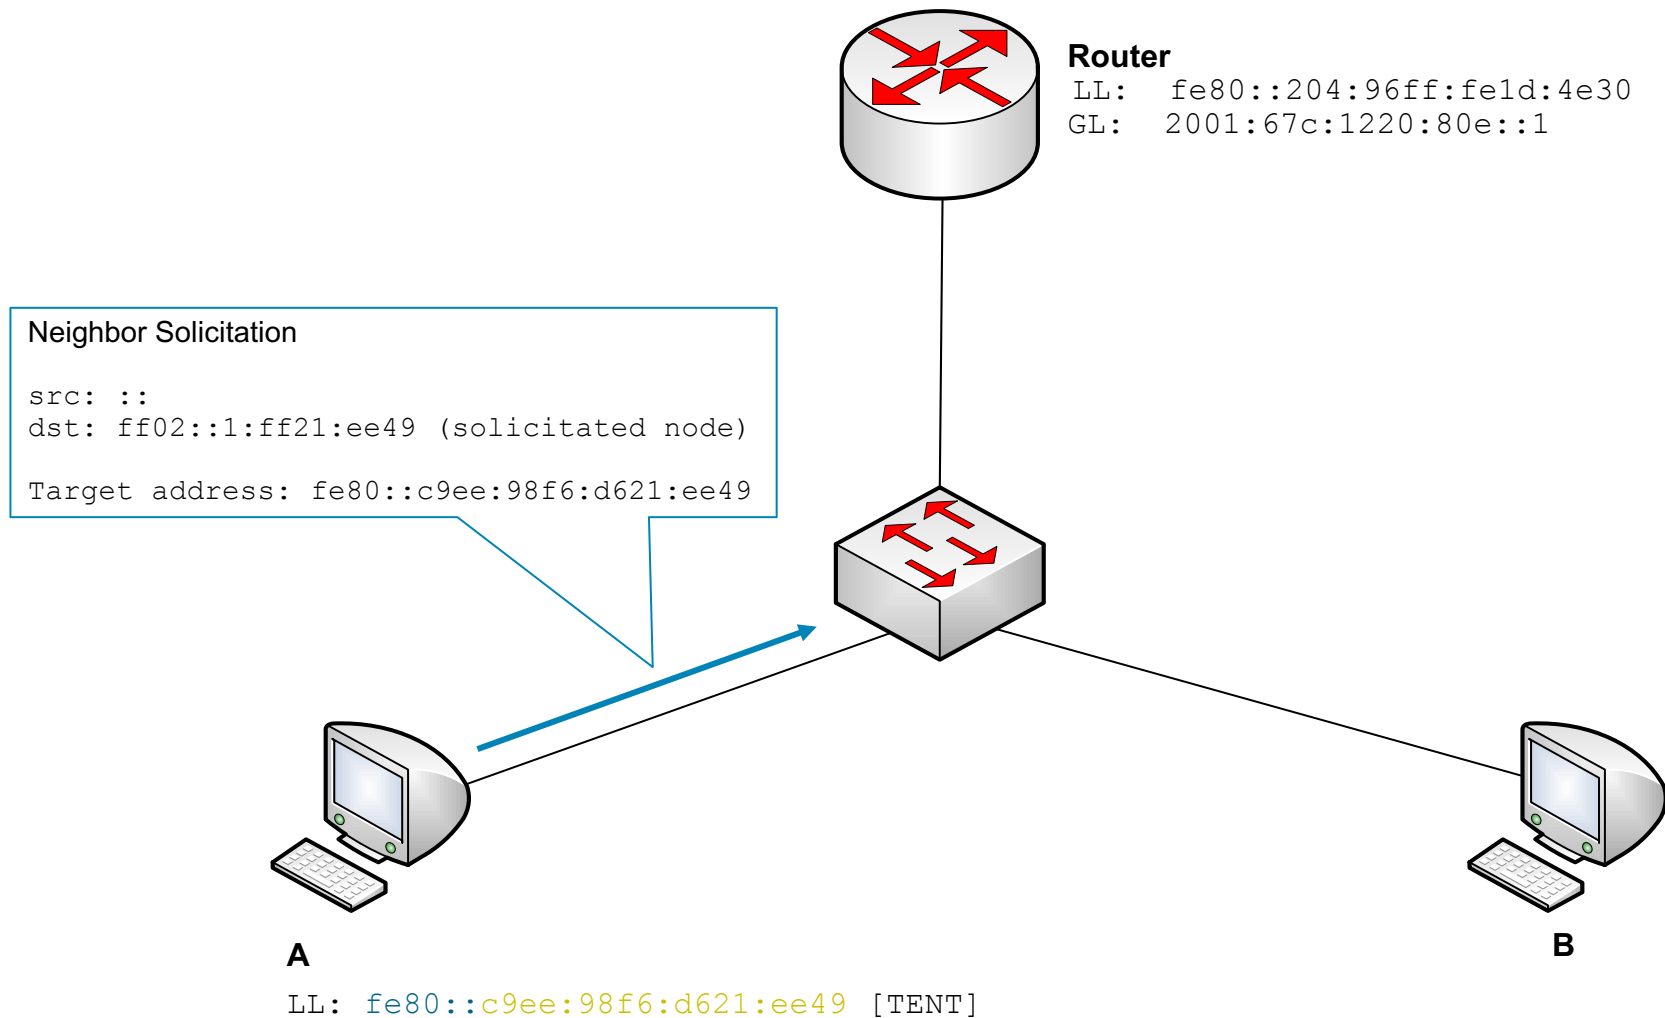 Router
LL: fe80::204:96ff:fe1d:4e30
GL: 2001:67c:1220:80e::1
Neighbor Solicitation
src: ::
dst: ff02::1:ff21:ee49 (solicitated node)
Target address: fe80::c9ee:98f6:d621:ee49
A
B
LL: fe80::c9ee:98f6:d621:ee49 [TENT]